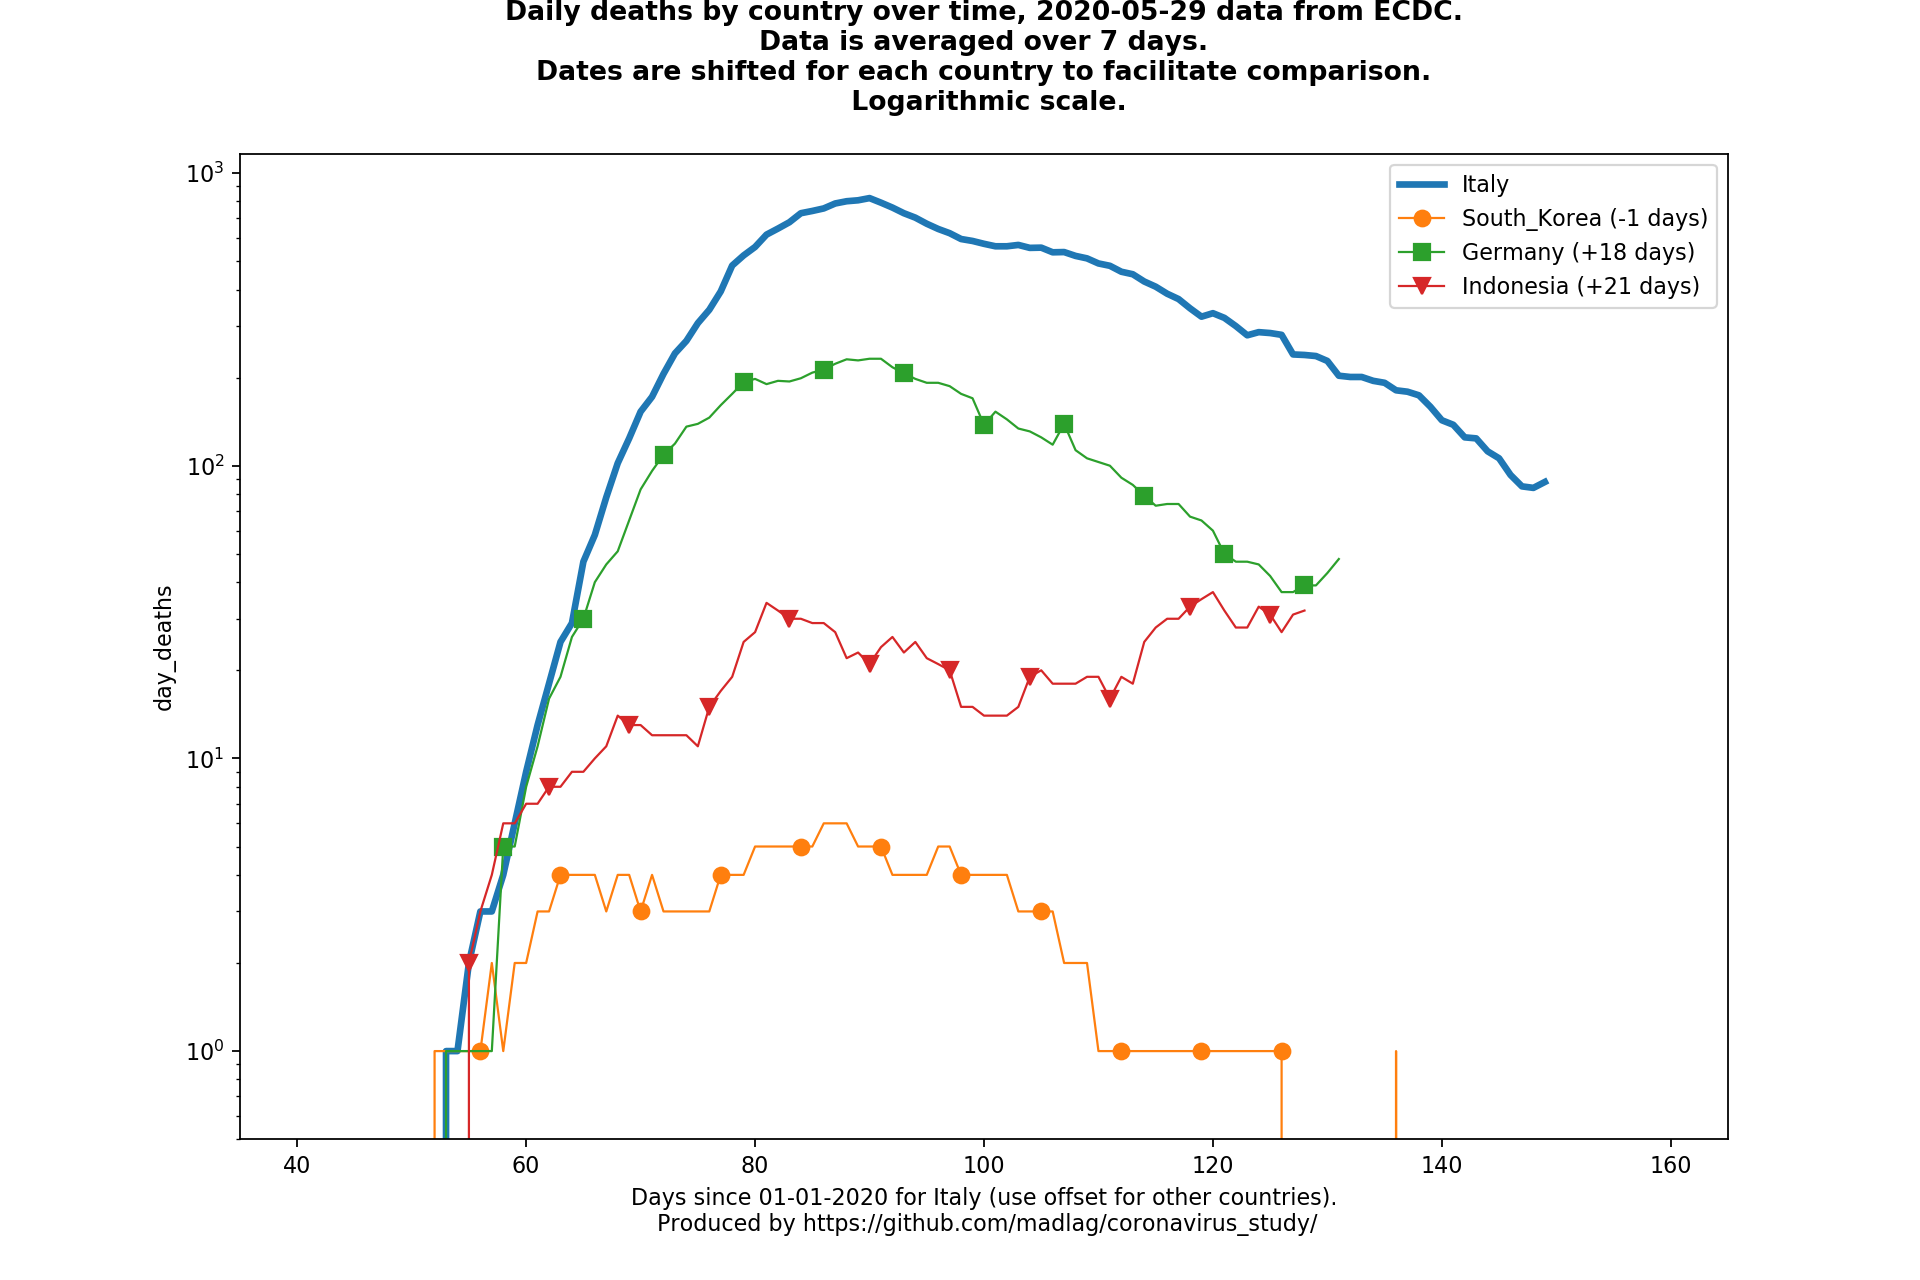 Daily deaths by country over time, 2020-05-29 data from ECDC.
Data is averaged over 7 days.
Dates are shifted for each country to facilitate comparison.
Logarithmic scale.
10³
10²
10¹
10⁰
day_deaths
Italy
South_Korea (-1 days)
Germany (+18 days)
Indonesia (+21 days)
40 60 80 100 120 140 160
Days since 01-01-2020 for Italy (use offset for other countries).
Produced by https://github.com/madlag/coronavirus_study/